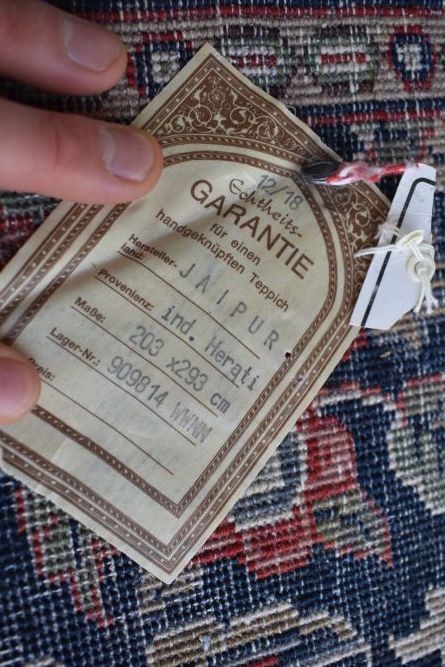 12/18
Echtheits-
GARANTIE
für einen
handgeknüpften Teppich
Hersteller-
land: JAIPUR
Provenienz: ind. Herati
Maße: 203 x293 cm
Lager-Nr.: 909814 WWNN
Preis: